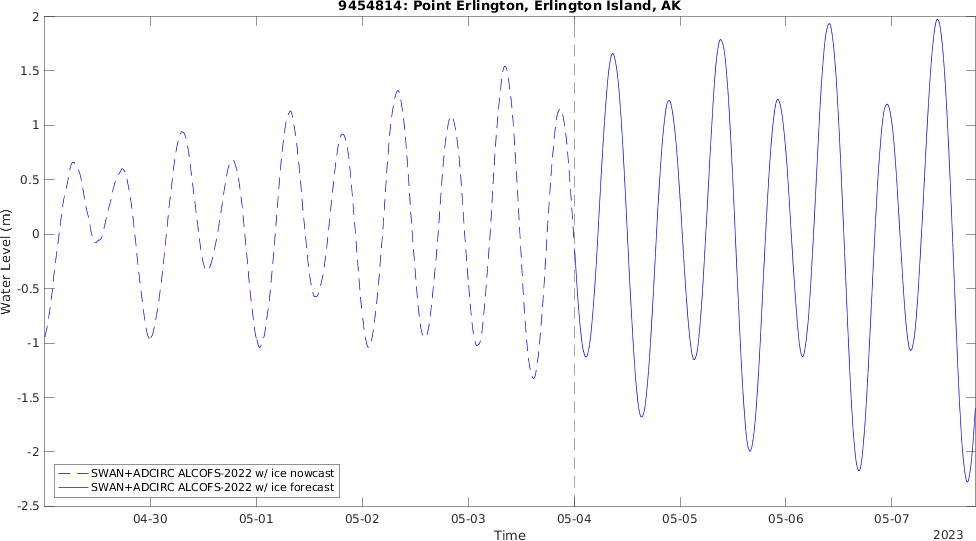 9454814: Point Erlington, Erlington Island, AK
2
1.5
1
0.5
0
-0.5
-1
-1.5
-2
-2.5
Water Level (m)
SWAN+ADCIRC ALCOFS-2022 w/ ice nowcast
SWAN+ADCIRC ALCOFS-2022 w/ ice forecast
04-30 05-01 05-02 05-03 05-04 05-05 05-06 05-07
Time
2023